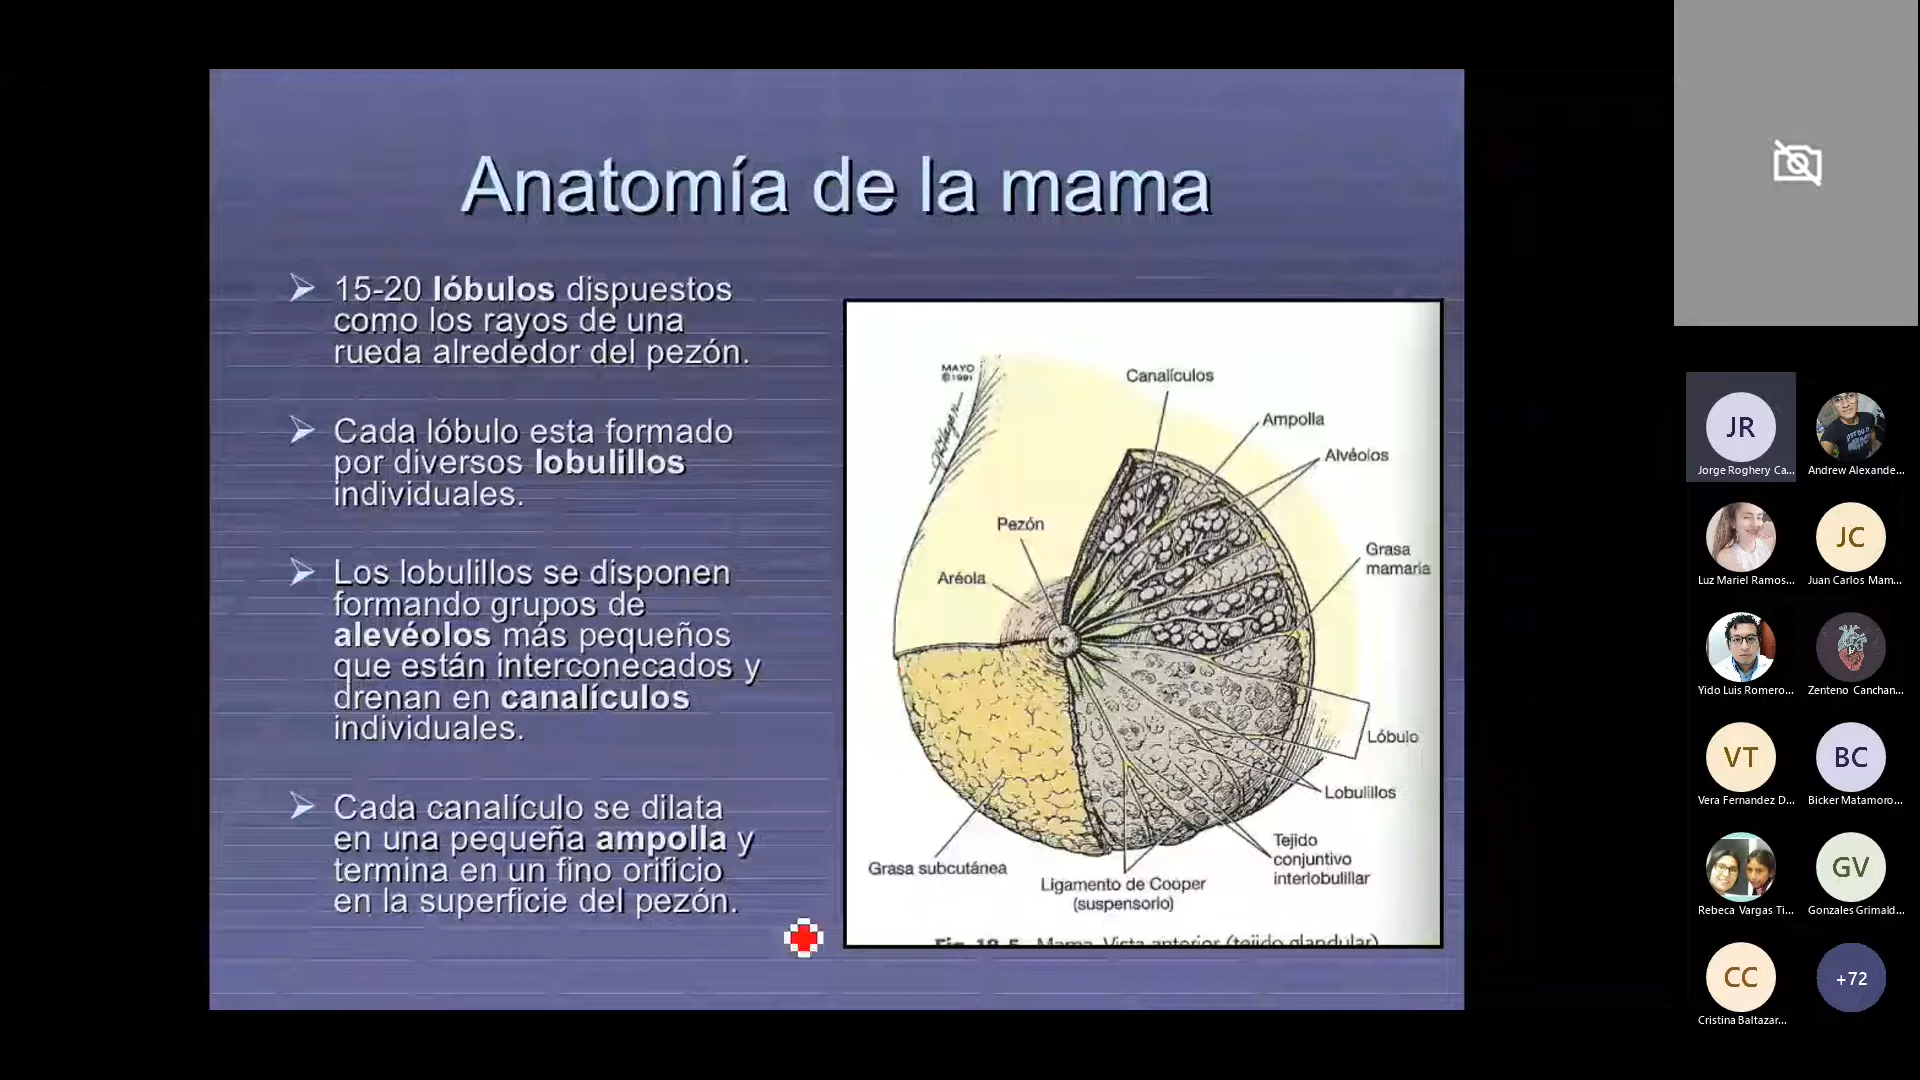 Anatomía de la mama
15-20 lóbulos dispuestos
como los rayos de una
rueda alrededor del pezón.
Cada lóbulo esta formado
por diversos lobulillos
individuales.
Los lobulillos se disponen
formando grupos de
alevéolos más pequeños
que están interconecados y
drenan en canalículos
individuales.
Cada canalículo se dilata
en una pequeña ampolla y
termina en un fino orificio
en la superficie del pezón.
MAYO
©1991
Canalículos
Ampolla
Alvéolos
Pezón
Aréola
Grasa
mamaria
Lóbulo
Lobulillos
Tejido
conjuntivo
interlobulillar
Grasa subcutánea
Ligamento de Cooper
(suspensorio)
Mama. Vista anterior (tejido glandular)
JR
Jorge Roghery Ca...
Andrew Alexande...
Luz Mariel Ramos...
JC
Juan Carlos Mam...
Yido Luis Romero...
Zenteno Canchan...
VT
Vera Fernandez D...
BC
Bicker Matamoro...
Rebeca Vargas Ti...
GV
Gonzales Grimald...
CC
Cristina Baltazar...
+72